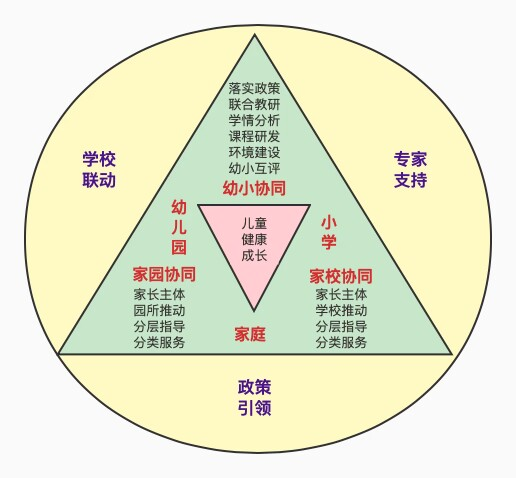 落实政策
联合教研
学情分析
课程研发
环境建设
幼小互评
幼小协同
学校
联动
专家
支持
幼
儿
园
儿童
健康
成长
小
学
家园协同
家长主体
园所推动
分层指导
分类服务
家校协同
家长主体
学校推动
分层指导
分类服务
家庭
政策
引领